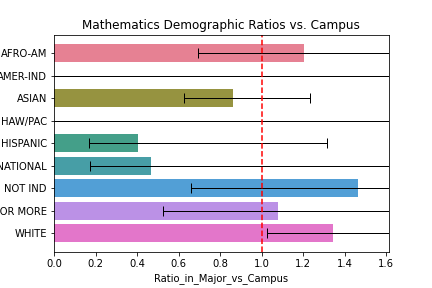 Mathematics Demographic Ratios vs. Campus
AFRO-AM
AMER-IND
ASIAN
HAW/PAC
HISPANIC
NATIONAL
NOT IND
OR MORE
WHITE
0.0 0.2 0.4 0.6 0.8 1.0 1.2 1.4 1.6
Ratio_in_Major_vs_Campus